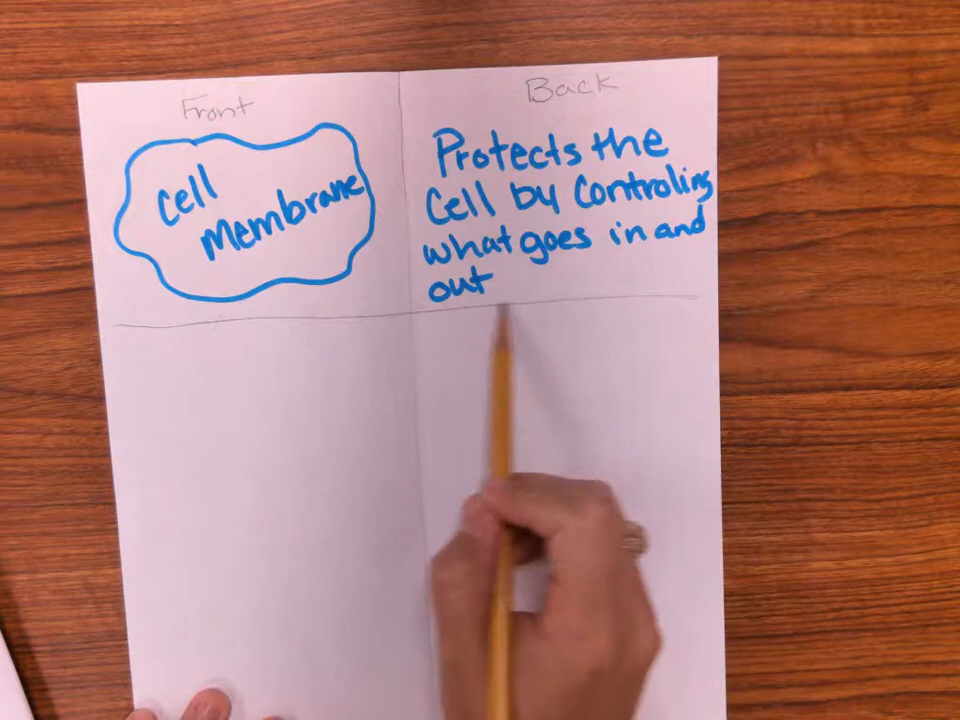 Front
Back
Cell
Membrane
Protects the
Cell by Controling
what goes in and
out